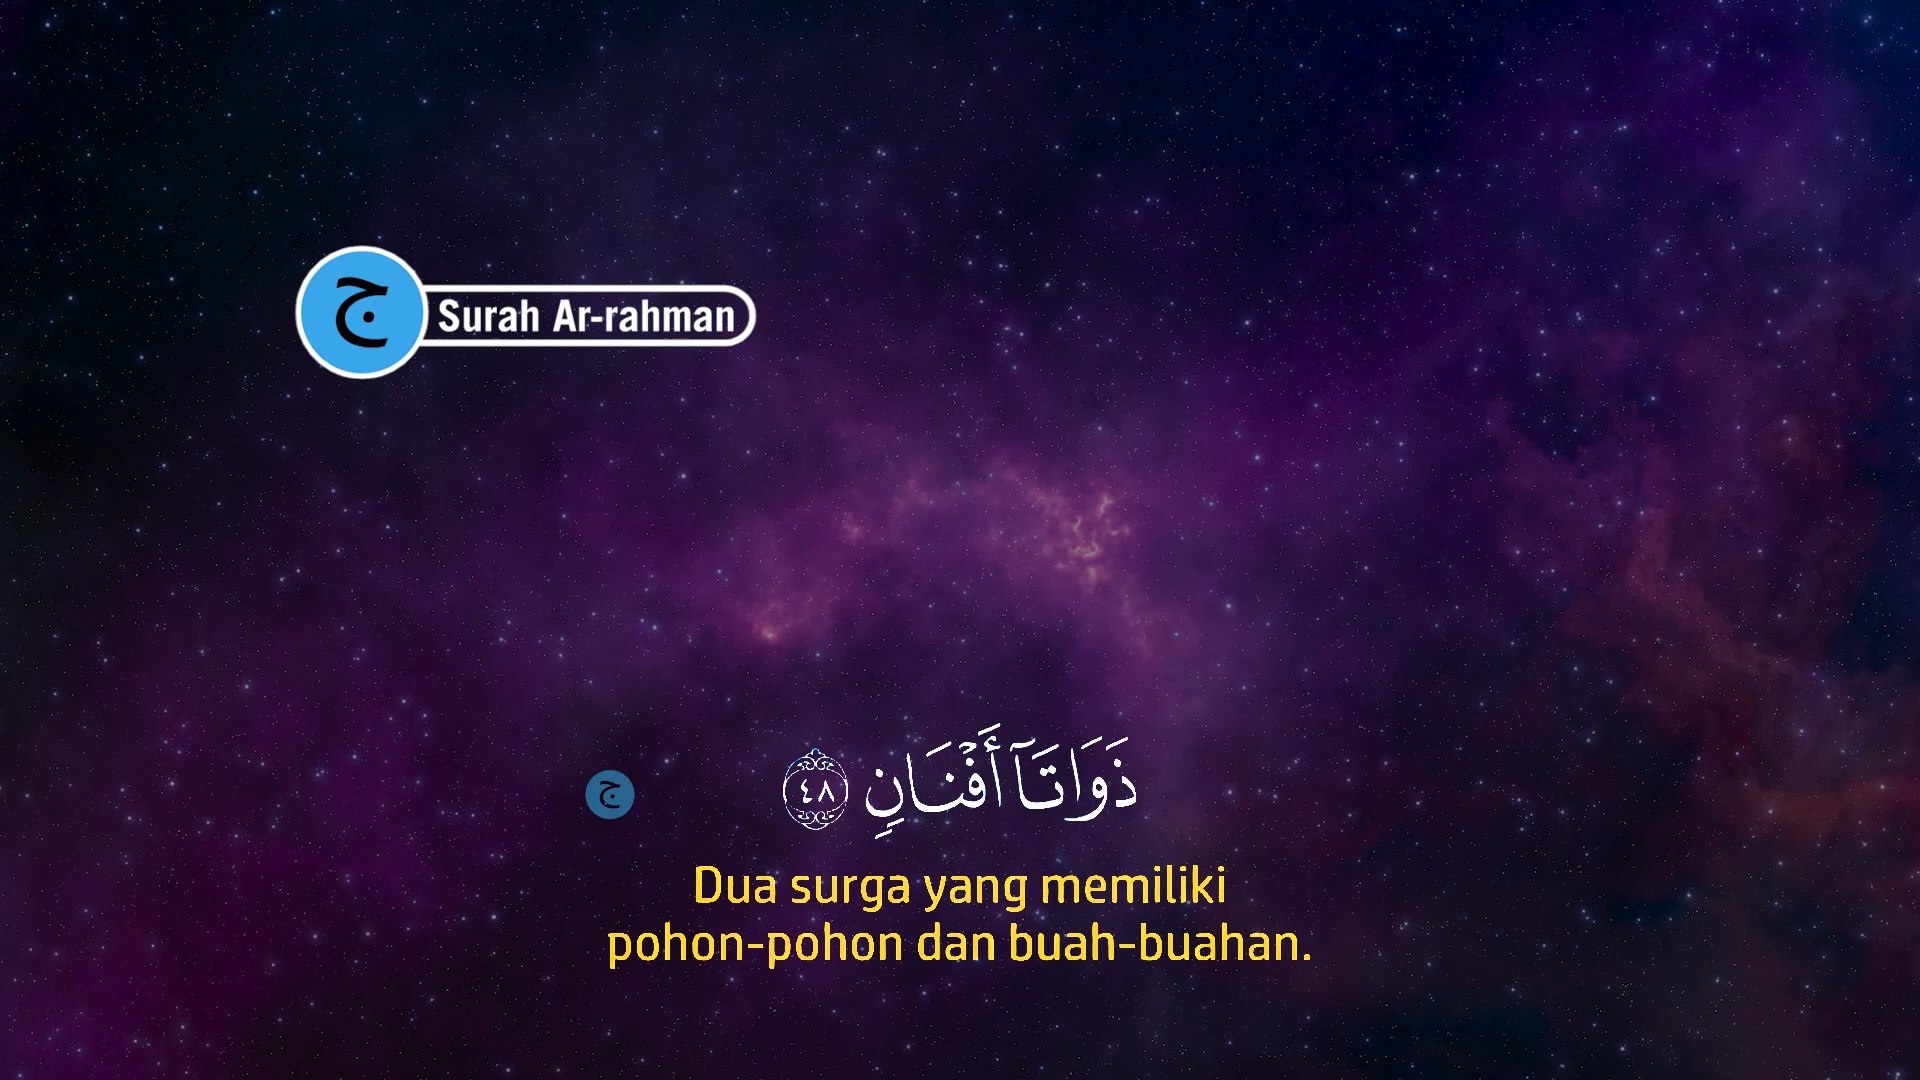 ج
Surah Ar-rahman
ذَوَاتَآ أَفْنَانٍ ٤٨
ج
Dua surga yang memiliki
pohon-pohon dan buah-buahan.